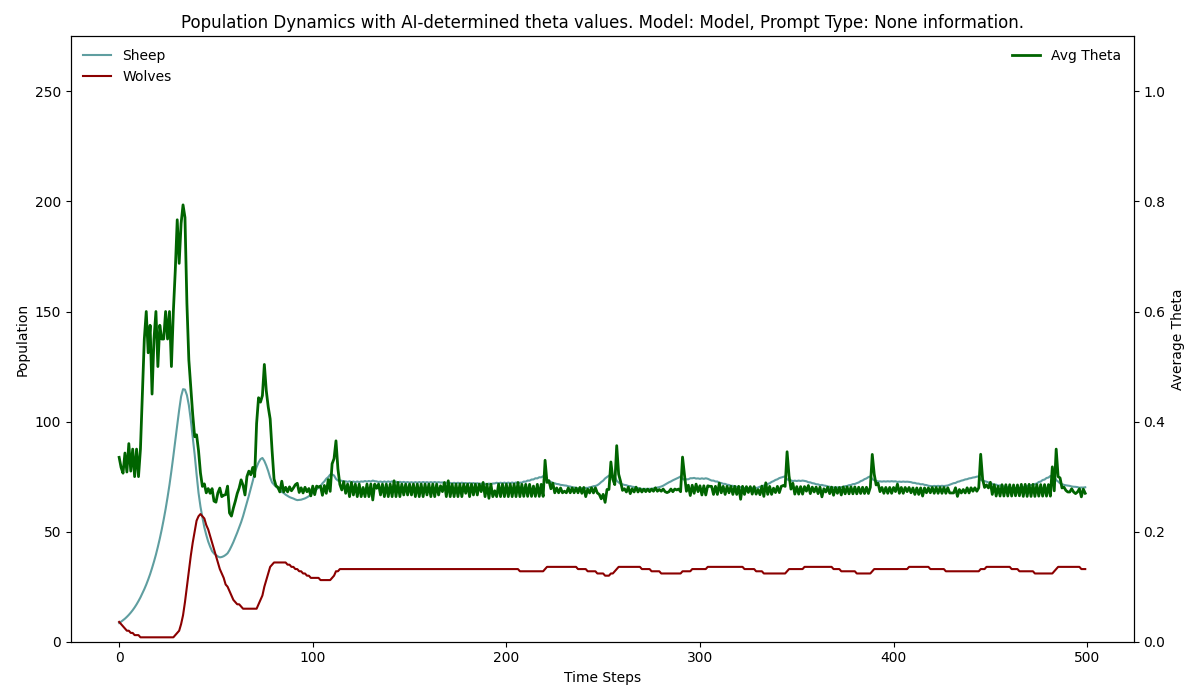 Population Dynamics with AI-determined theta values. Model: Model, Prompt Type: None information.
Sheep
Wolves
Avg Theta
250
200
150
100
50
0
Population
1.0
0.8
0.6
0.4
0.2
0.0
Average Theta
0 100 200 300 400 500
Time Steps